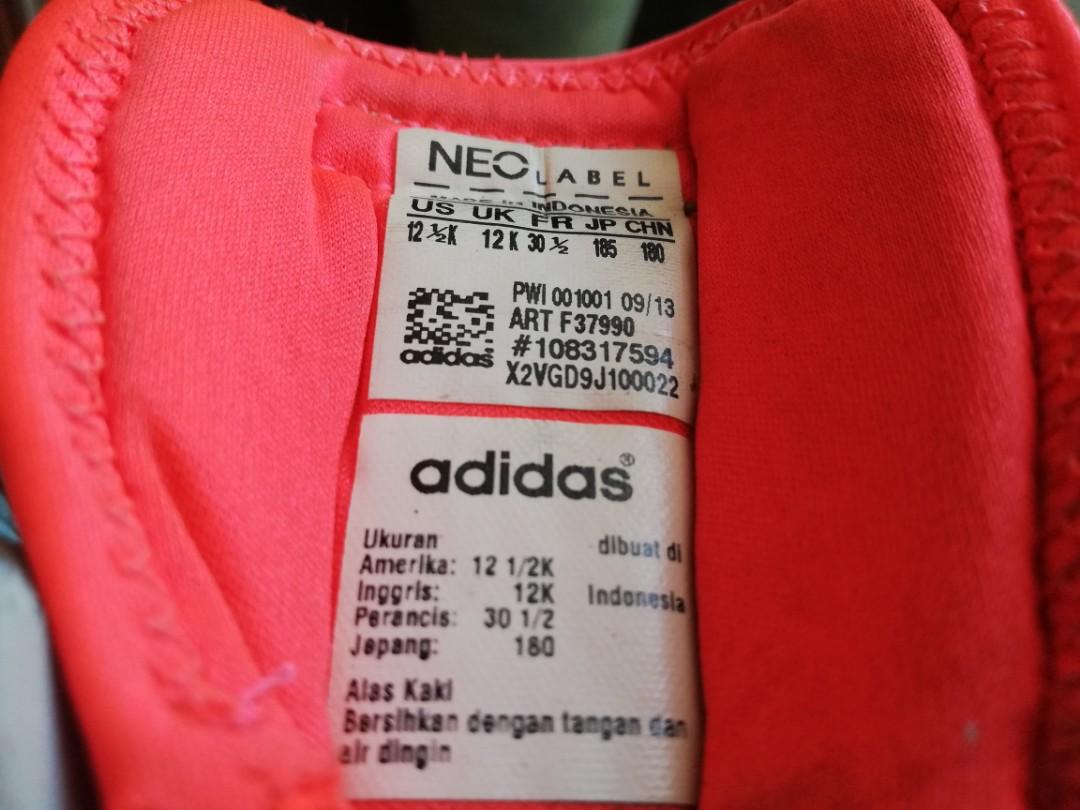 NEO LABEL
MADE in INDONESIA
US UK FR JP CHN
12 ½K 12 K 30 ½ 185 180
PWI 001001 09/13
ART F37990
#108317594
X2VGD9J100022
adidas
adidas®
Ukuran dibuat di
Amerika: 12 1/2K
Inggris: 12K Indonesia
Perancis: 30 1/2
Jepang: 180
Alas Kaki
Bersihkan dengan tangan dan
air dingin